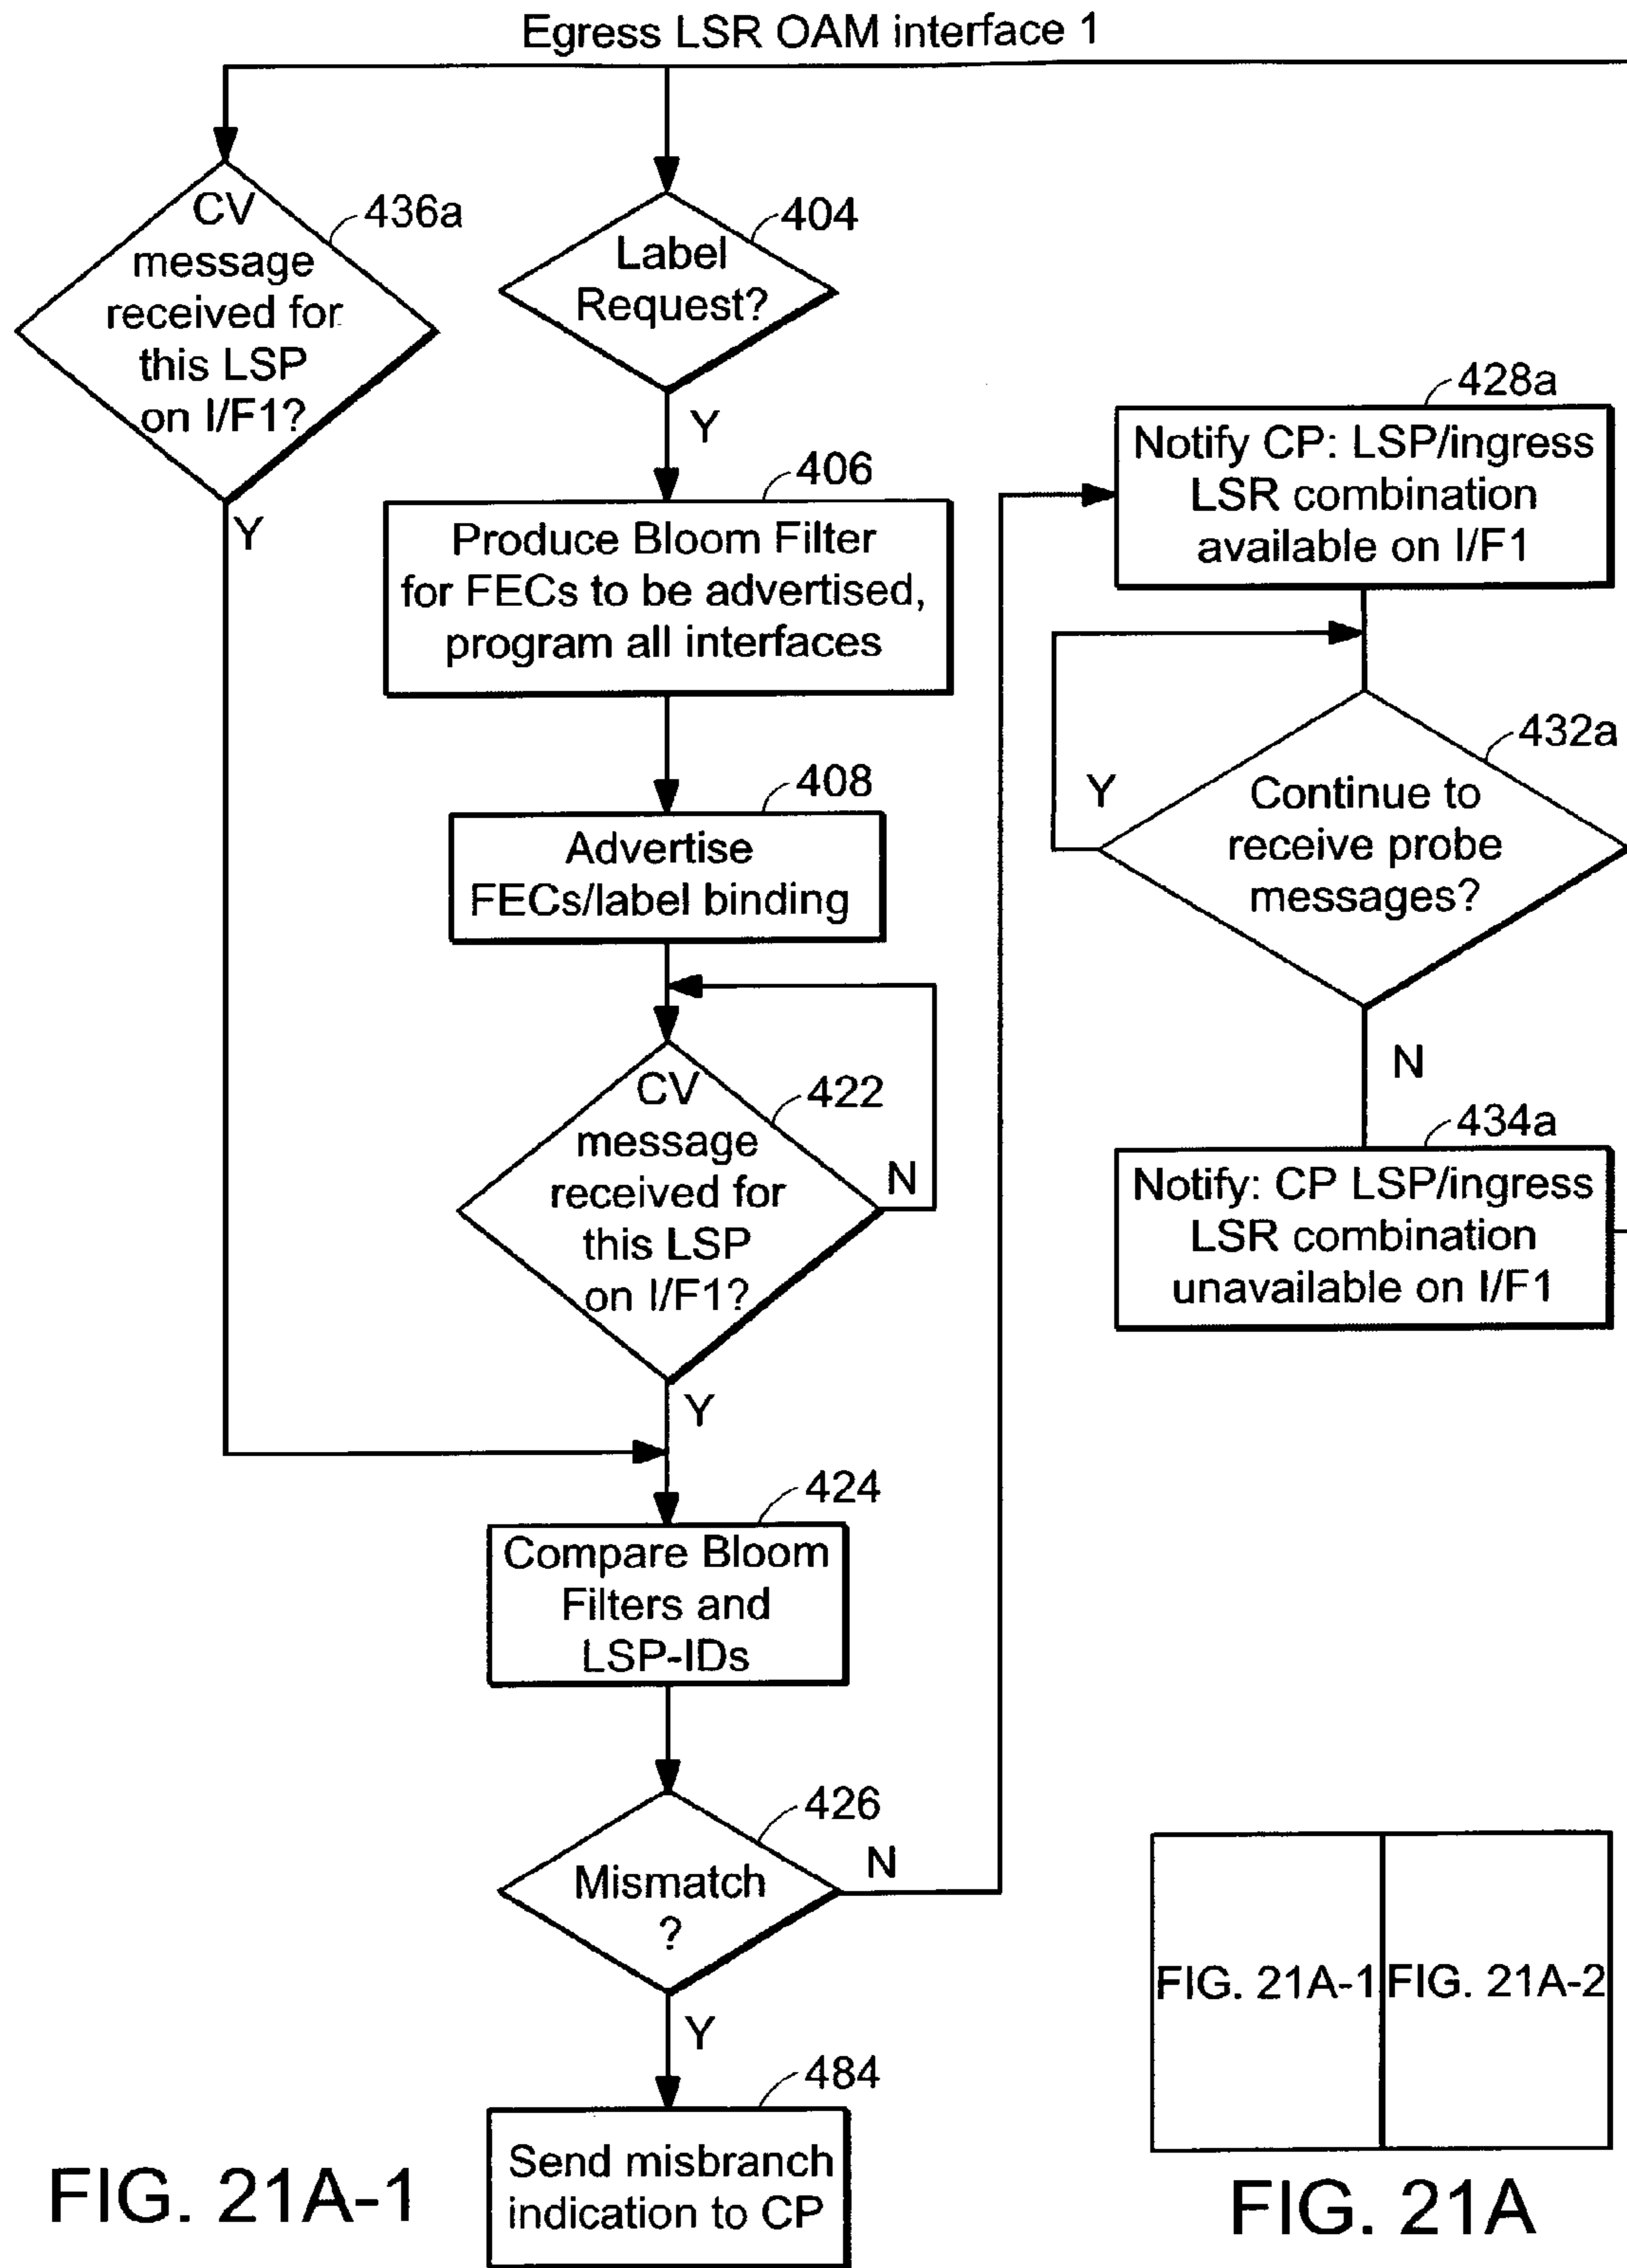 Egress LSR OAM interface 1
CV
message
received for
this LSP
on I/F1?
436a
Y
Label
Request?
404
Y
406
Produce Bloom Filter
for FECs to be advertised,
program all interfaces
408
Advertise
FECs/label binding
CV
message
received for
this LSP
on I/F1?
422
N
Y
424
Compare Bloom
Filters and
LSP-IDs
426
Mismatch
?
N
Y
484
Send misbranch
indication to CP
428a
Notify CP: LSP/ingress
LSR combination
available on I/F1
432a
Continue to
receive probe
messages?
Y
N
434a
Notify: CP LSP/ingress
LSR combination
unavailable on I/F1
FIG. 21A-1
FIG. 21A-2
FIG. 21A-1
FIG. 21A